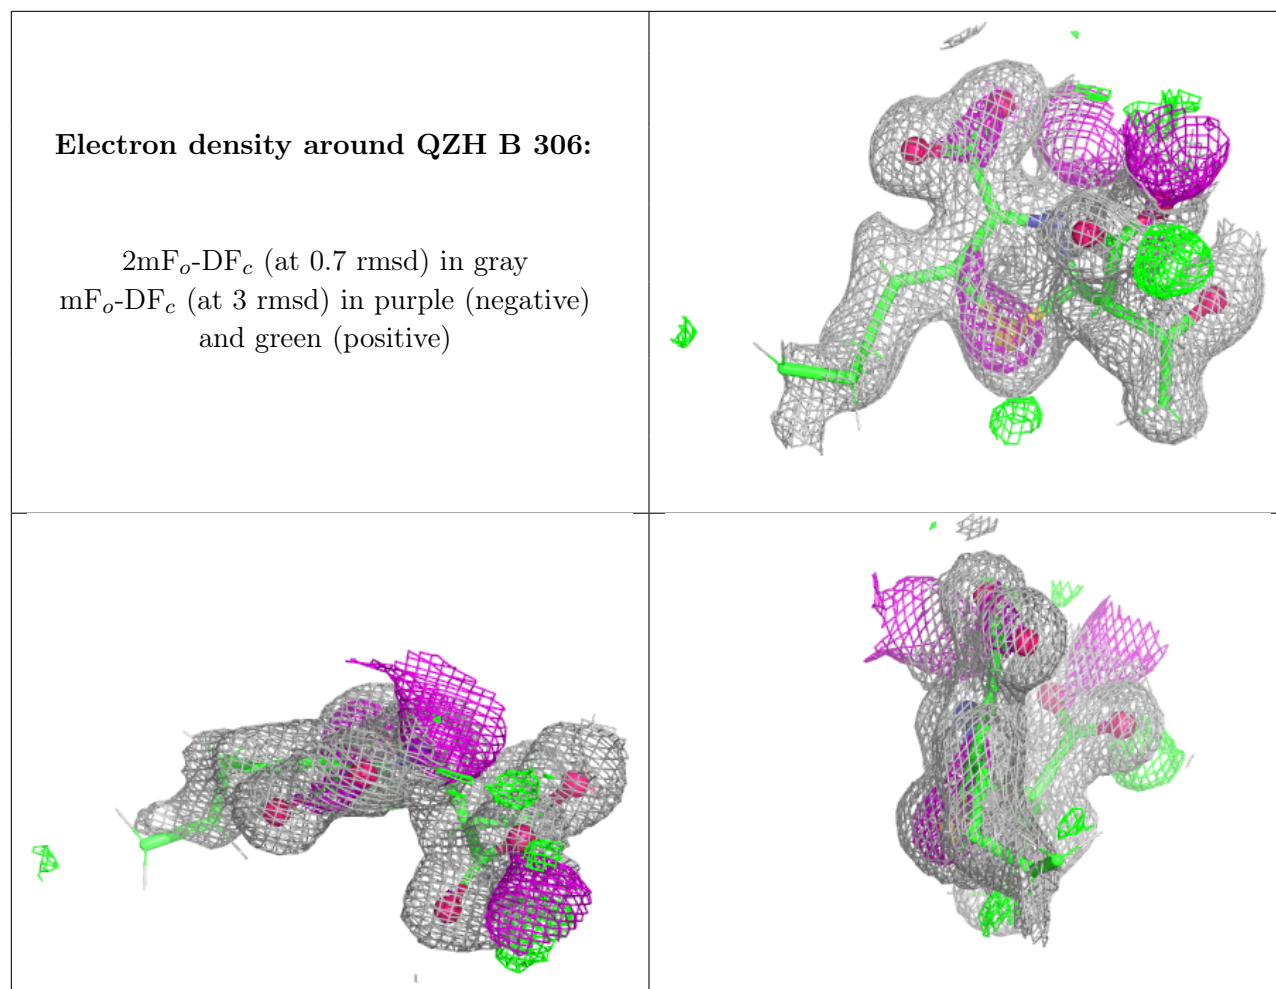 Electron density around QZH B 306:
2mFo-DFc (at 0.7 rmsd) in gray
mFo-DFc (at 3 rmsd) in purple (negative)
and green (positive)